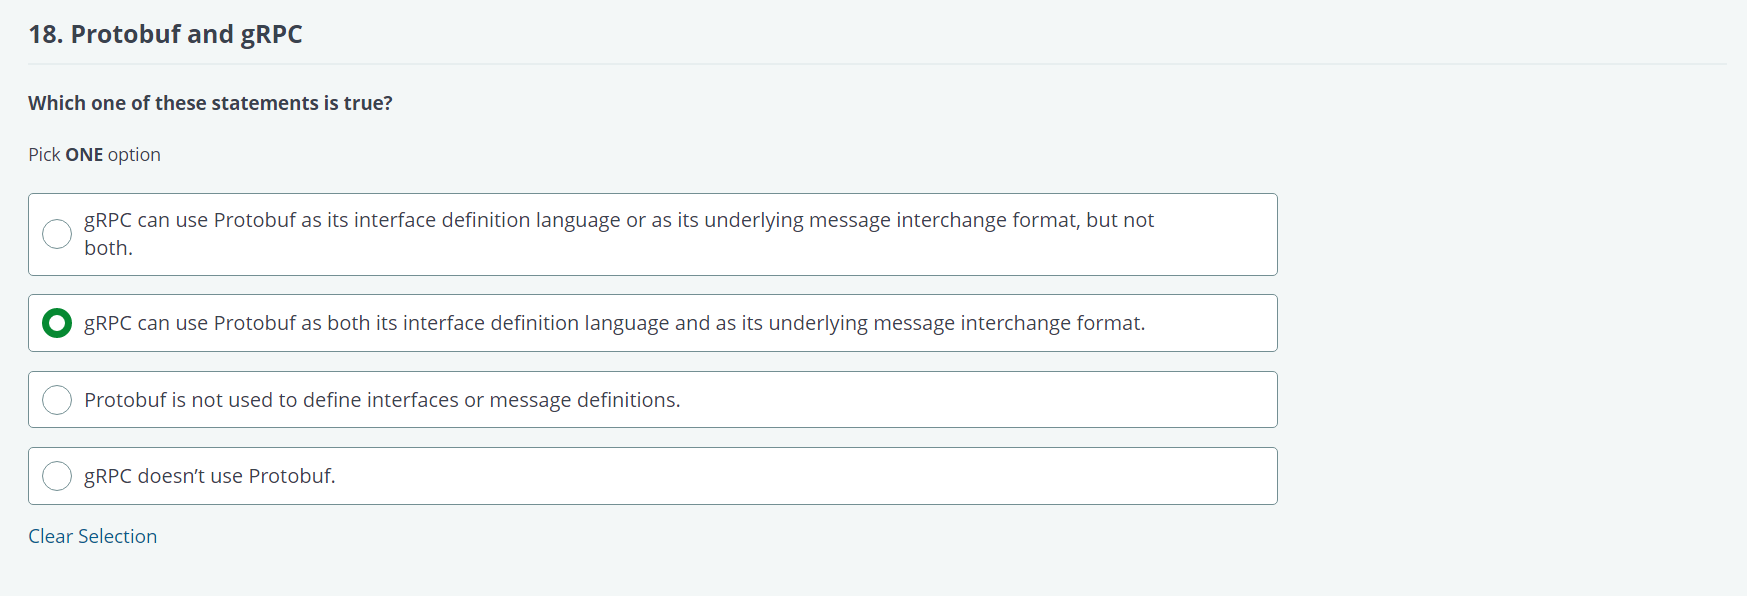 18. Protobuf and gRPC
Which one of these statements is true?
Pick ONE option
gRPC can use Protobuf as its interface definition language or as its underlying message interchange format, but not
both.
gRPC can use Protobuf as both its interface definition language and as its underlying message interchange format.
Protobuf is not used to define interfaces or message definitions.
gRPC doesn’t use Protobuf.
Clear Selection